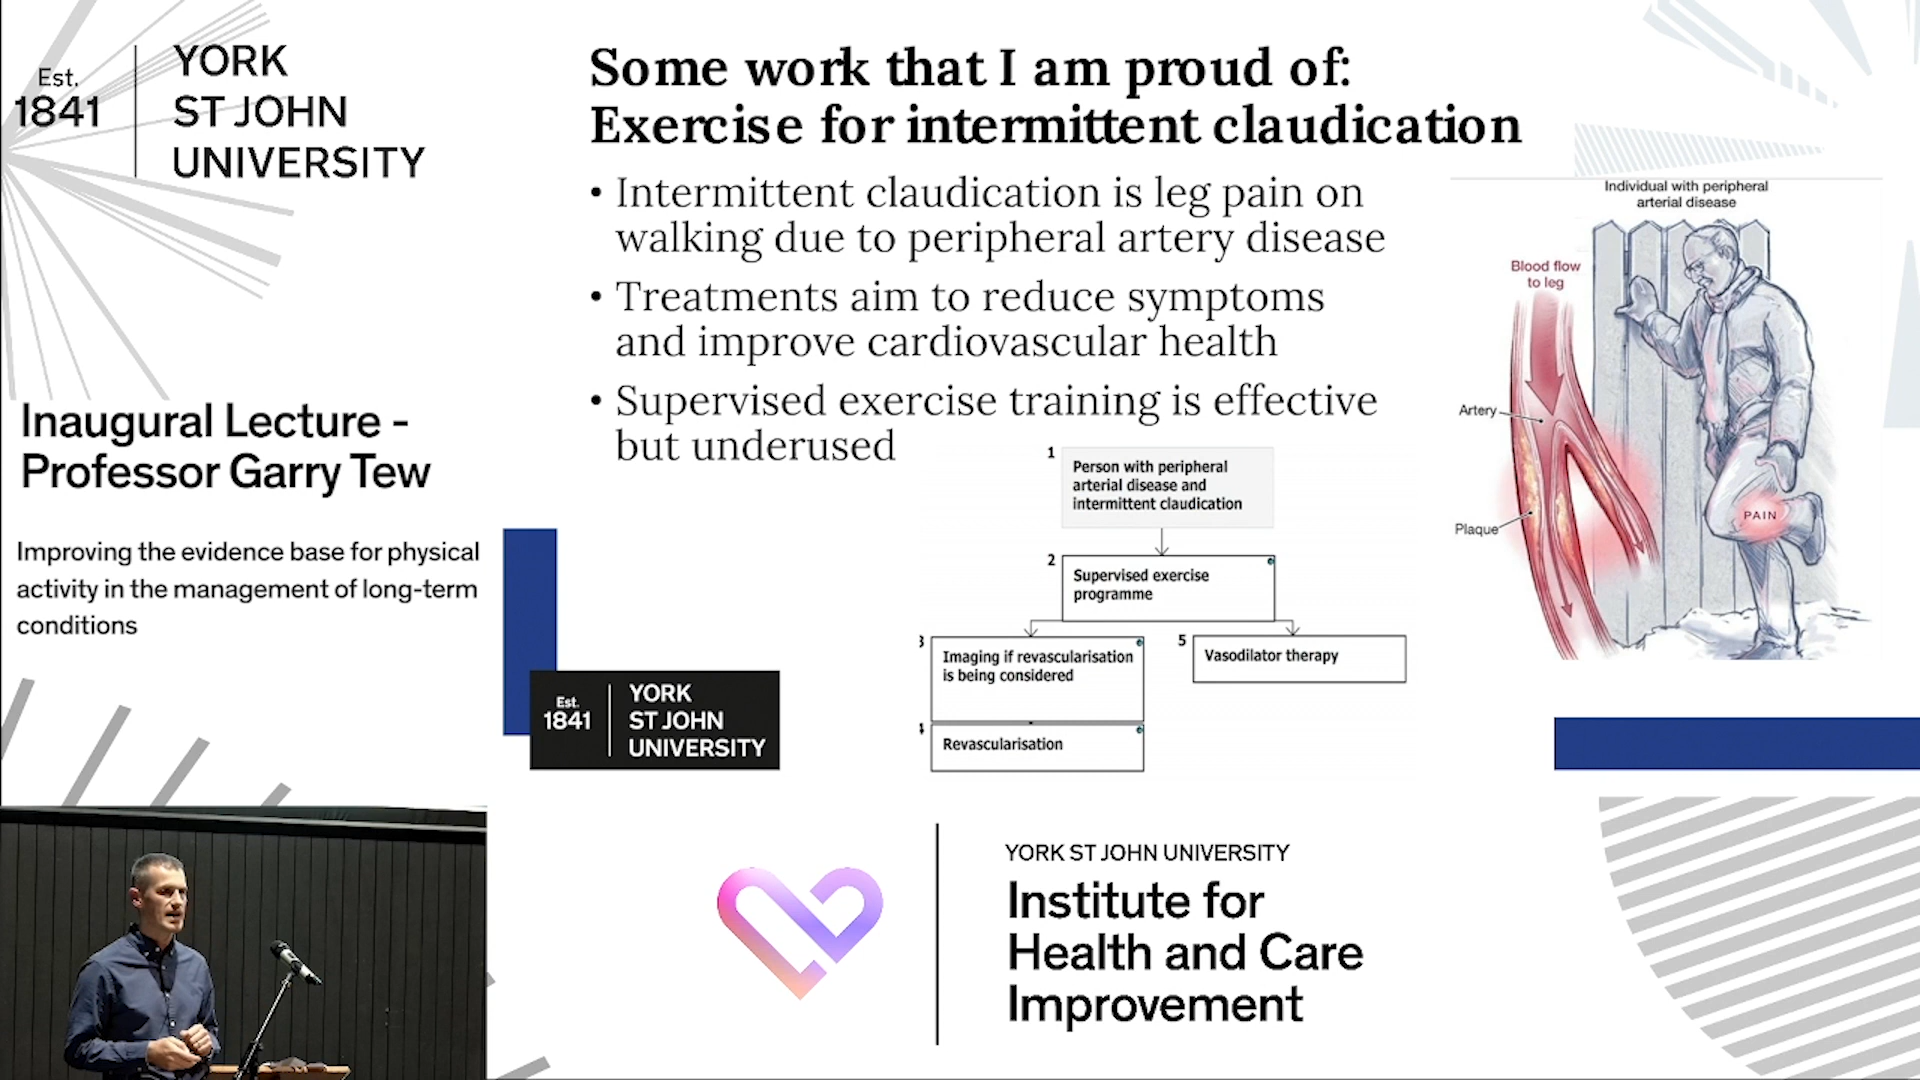 Est.
1841
YORK
ST JOHN
UNIVERSITY
Inaugural Lecture -
Professor Garry Tew
Improving the evidence base for physical
activity in the management of long-term
conditions
Some work that I am proud of:
Exercise for intermittent claudication
• Intermittent claudication is leg pain on
walking due to peripheral artery disease
• Treatments aim to reduce symptoms
and improve cardiovascular health
• Supervised exercise training is effective
but underused
1
Person with peripheral
arterial disease and
intermittent claudication
2
Supervised exercise
programme
3
Imaging if revascularisation
is being considered
4
Revascularisation
5
Vasodilator therapy
Individual with peripheral
arterial disease
Blood flow
to leg
Artery
Plaque
PAIN
Est.
1841
YORK
ST JOHN
UNIVERSITY
YORK ST JOHN UNIVERSITY
Institute for
Health and Care
Improvement